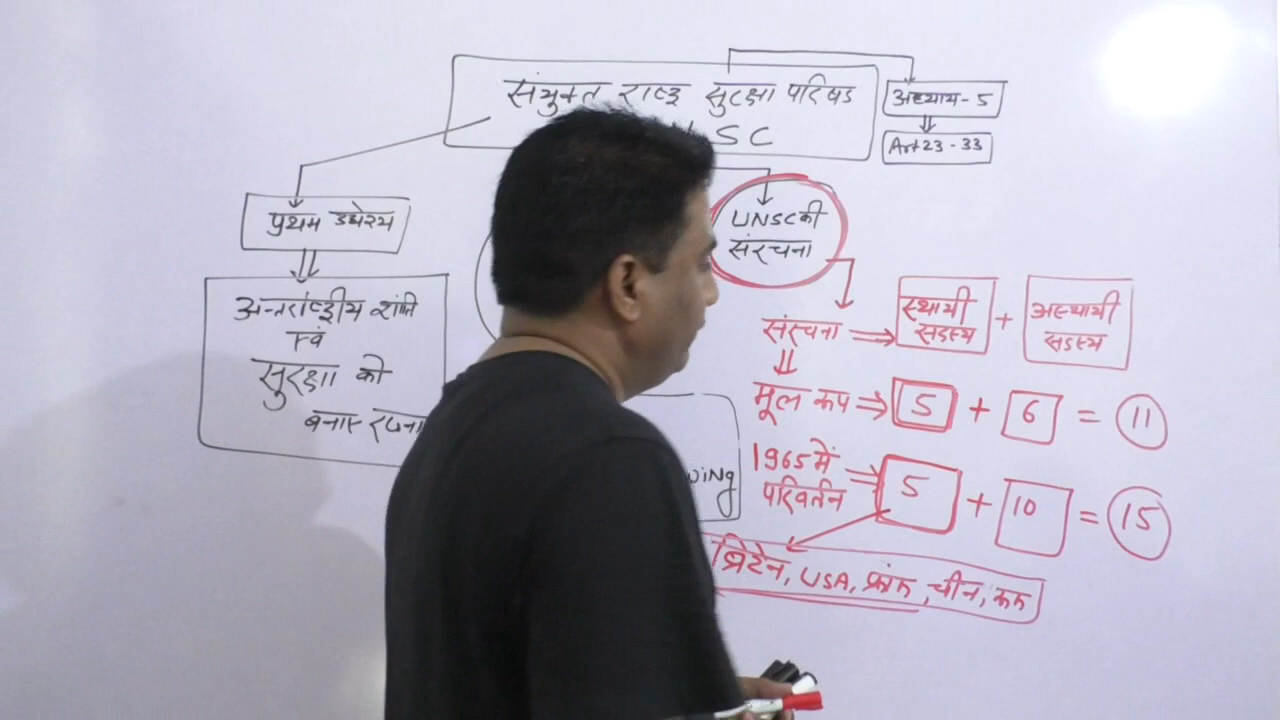 संयुक्त राष्ट्र सुरक्षा परिषद
SC
अध्याय - 5
Art 23 - 33
प्रथम उद्देश्य
अन्तर्राष्ट्रीय शांति
एवं
सुरक्षा को
बनाए रखना
UNSC की
संरचना
संरचना ⇒ स्थायी सदस्य + अस्थायी सदस्य
मूल रूप ⇒ 5 + 6 = 11
1965 में परिवर्तन ⇒ 5 + 10 = 15
ब्रिटेन, USA, फ्रांस, चीन, रूस